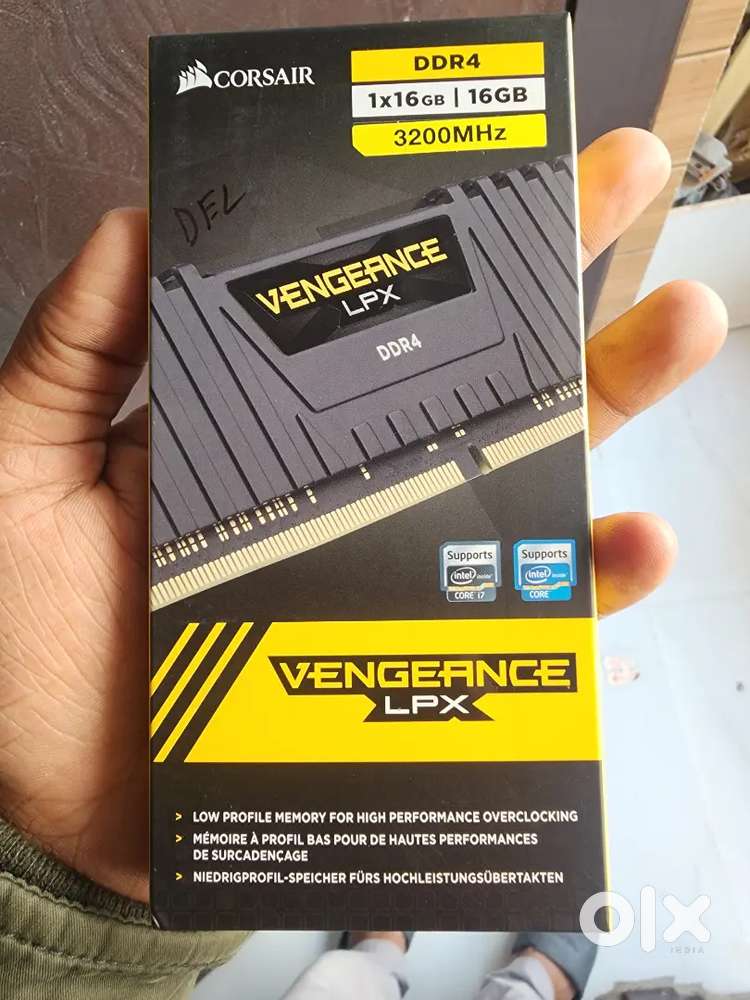 CORSAIR
DDR4
1x16GB | 16GB
3200MHz
DEL
VENGEANCE
LPX
DDR4
Supports
intel inside
CORE i7
Supports
intel inside
CORE
VENGEANCE
LPX
> LOW PROFILE MEMORY FOR HIGH PERFORMANCE OVERCLOCKING
> MÉMOIRE À PROFIL BAS POUR DE HAUTES PERFORMANCES
DE SURCADENÇAGE
> NIEDRIGPROFIL-SPEICHER FÜRS HOCHLEISTUNGSÜBERTAKTEN
olx
INDIA